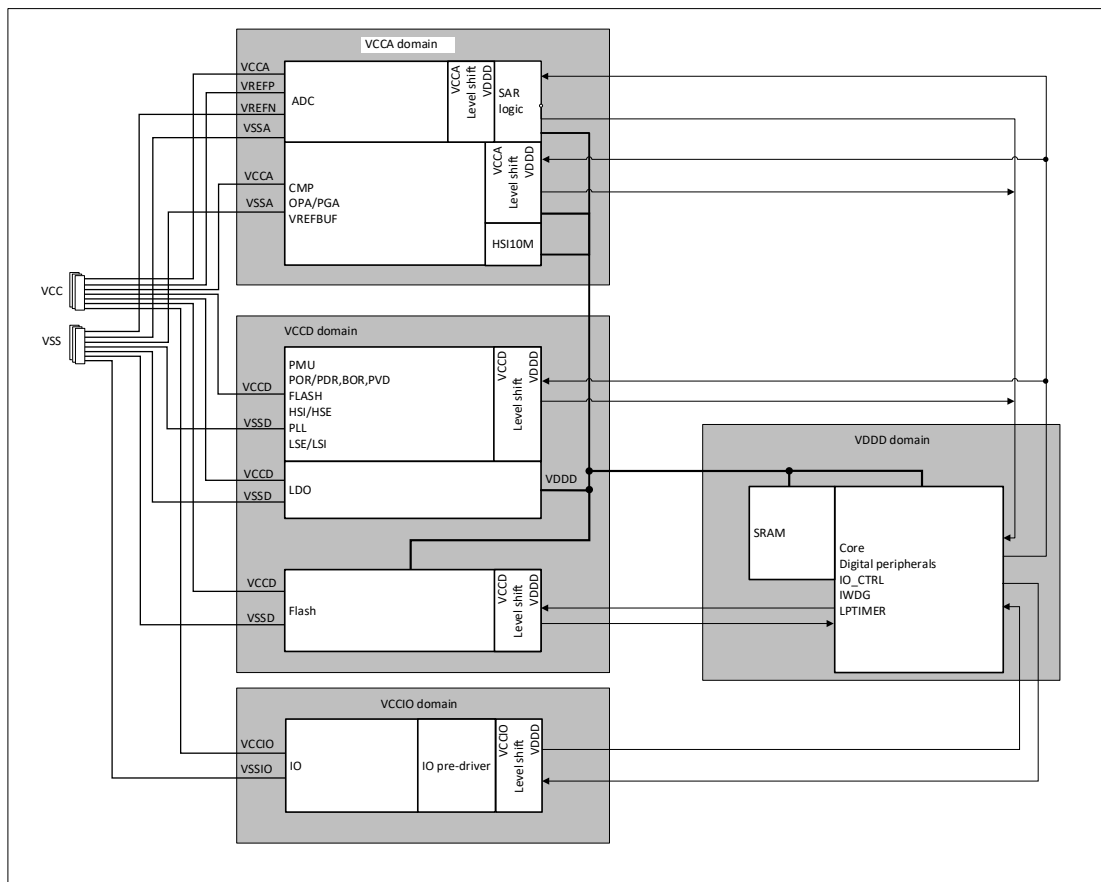 VCCA domain
VCCA
VREFP
VREFN
VSSA
ADC
VCCA
Level shift
VDDD
SAR
logic
VCCA
VSSA
CMP
OPA/PGA
VREFBUF
VCCA
Level shift
VDDD
HSI10M
VCC
VSS
VCCD domain
VCCD
VSSD
PMU
POR/PDR,BOR,PVD
FLASH
HSI/HSE
PLL
LSE/LSI
VCCD
Level shift
VDDD
VCCD
VSSD
LDO
VDDD
VCCD
VSSD
Flash
VCCD
Level shift
VDDD
VDDD domain
SRAM
Core
Digital peripherals
IO_CTRL
IWDG
LPTIMER
VCCIO domain
VCCIO
VSSIO
IO
IO pre-driver
VCCIO
Level shift
VDDD